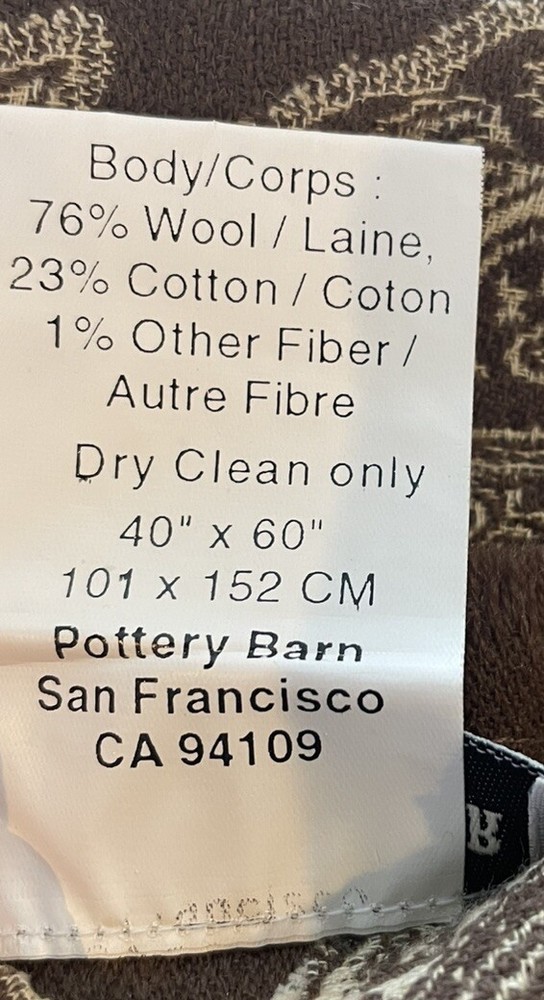 Body/Corps :
76% Wool / Laine,
23% Cotton / Coton
1% Other Fiber /
Autre Fibre
Dry Clean only
40" x 60"
101 x 152 CM
Pottery Barn
San Francisco
CA 94109